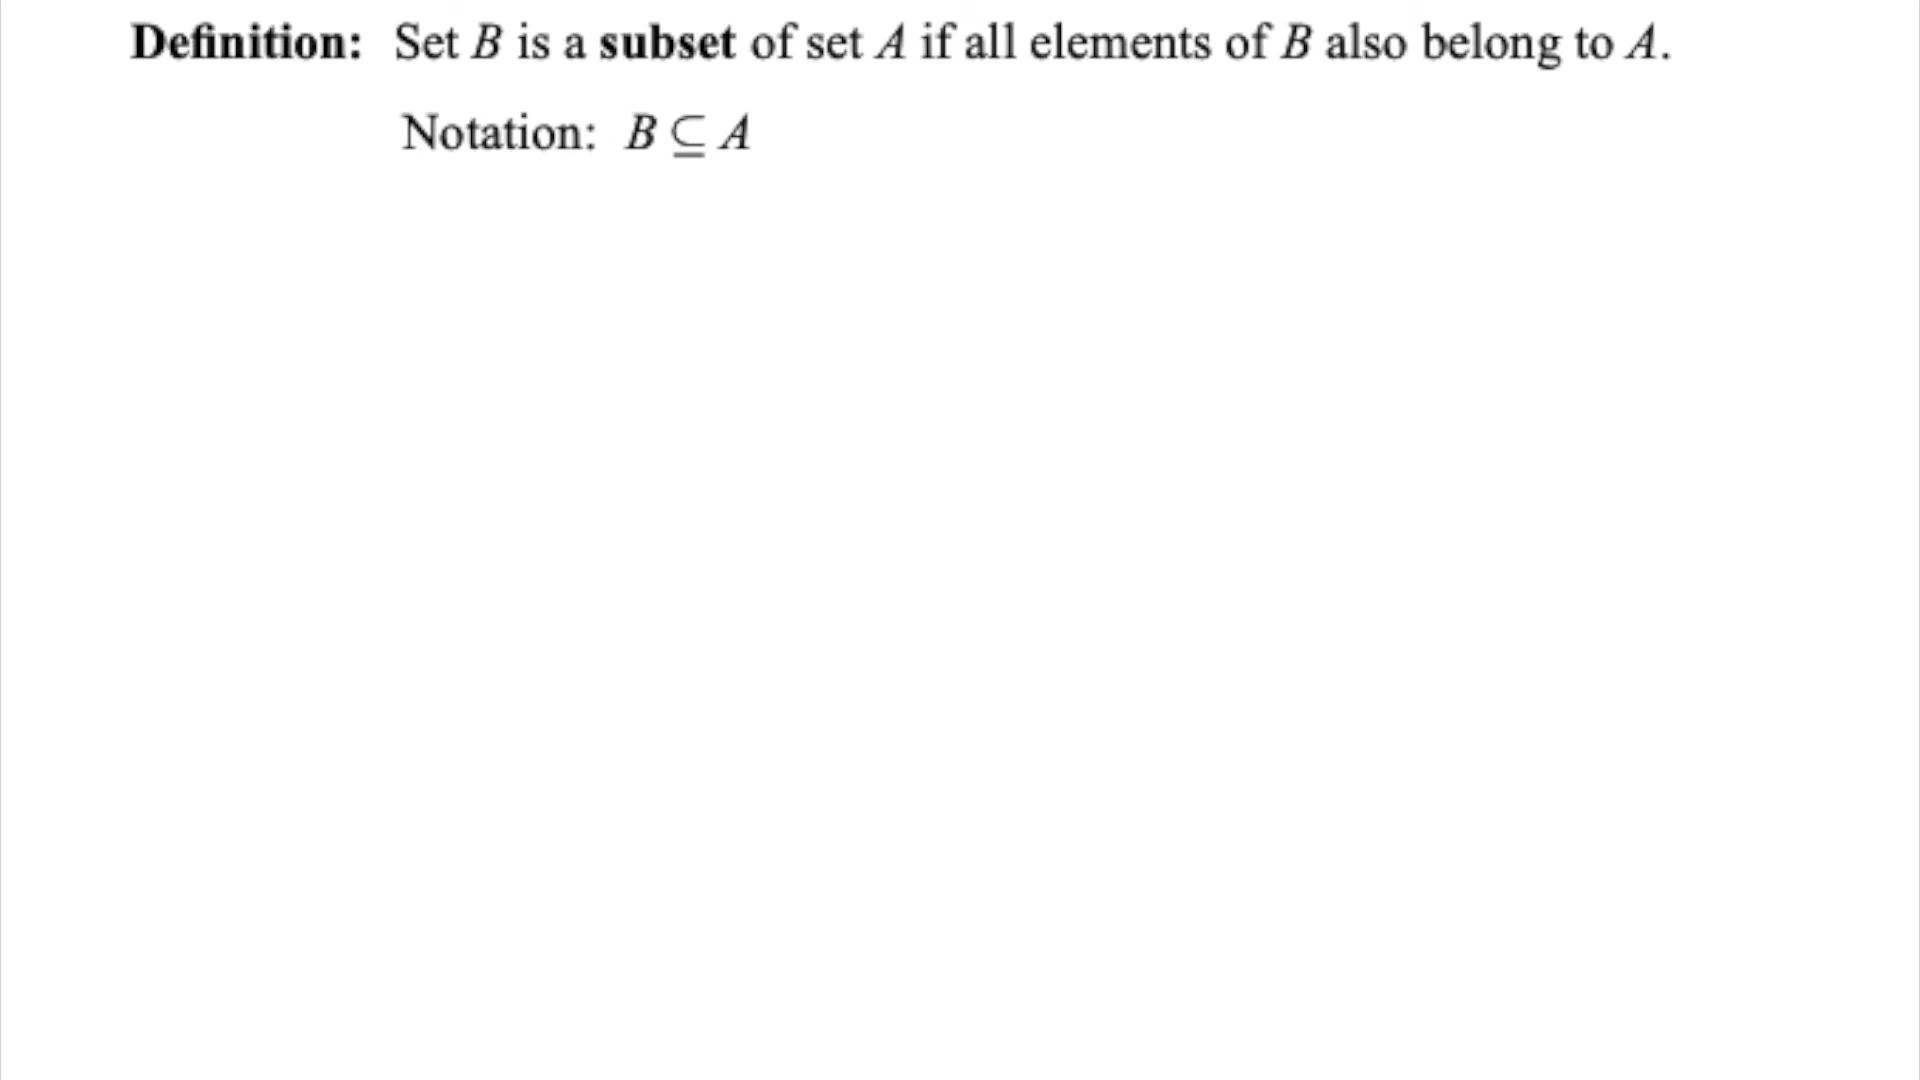 Definition: Set B is a subset of set A if all elements of B also belong to A.
Notation: B ⊆ A